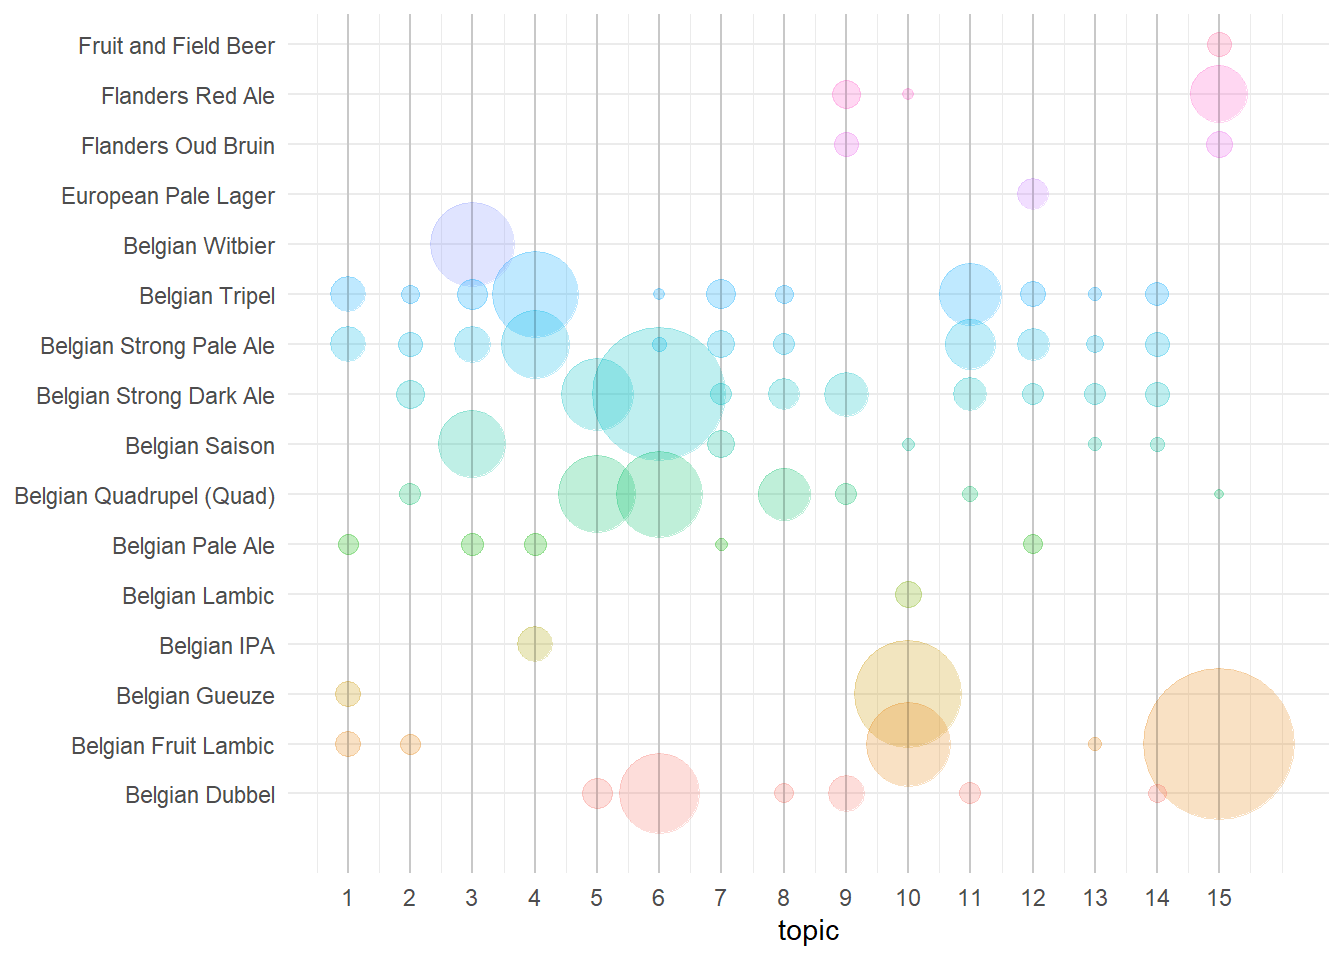 Fruit and Field Beer
Flanders Red Ale
Flanders Oud Bruin
European Pale Lager
Belgian Witbier
Belgian Tripel
Belgian Strong Pale Ale
Belgian Strong Dark Ale
Belgian Saison
Belgian Quadrupel (Quad)
Belgian Pale Ale
Belgian Lambic
Belgian IPA
Belgian Gueuze
Belgian Fruit Lambic
Belgian Dubbel
1 2 3 4 5 6 7 8 9 10 11 12 13 14 15
topic